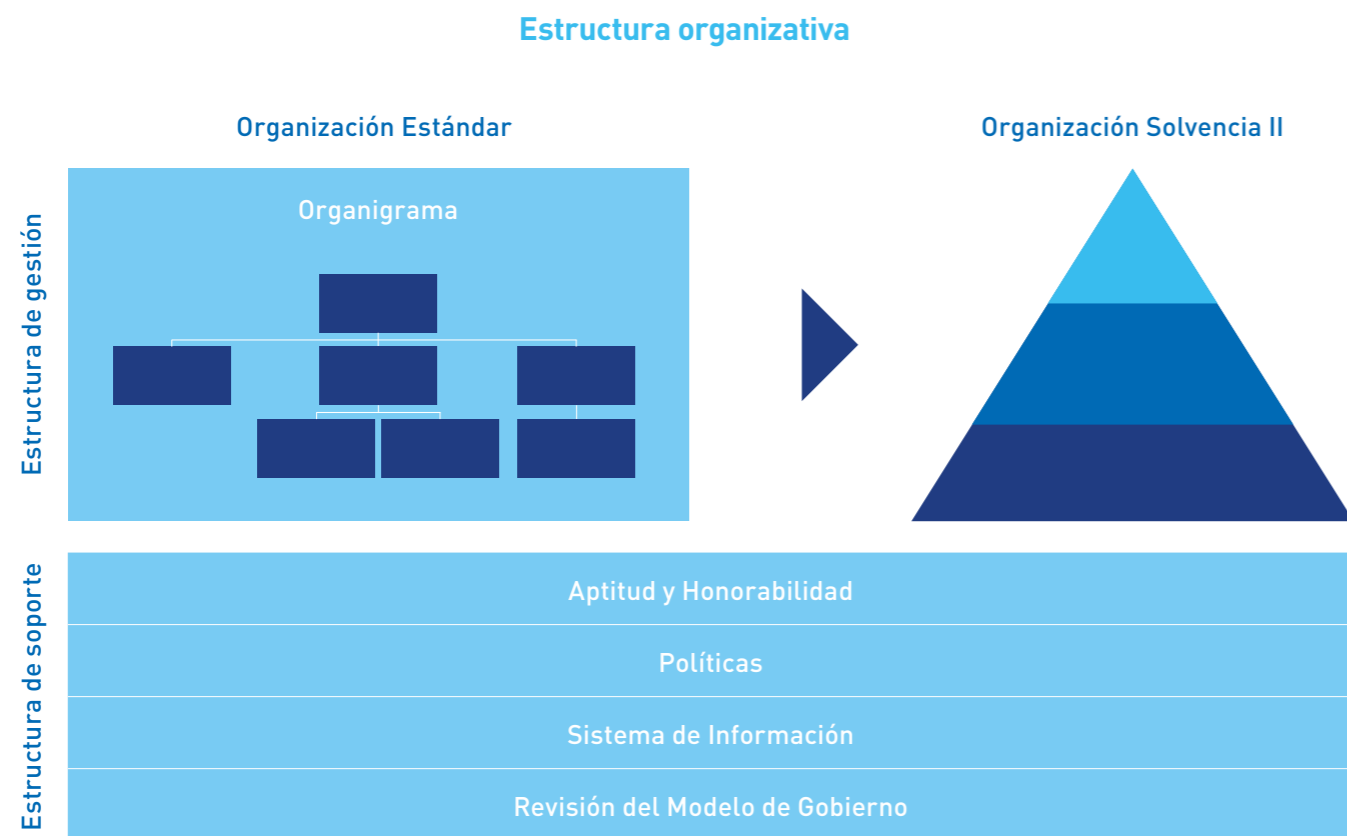 Estructura organizativa
Organización Estándar
Organización Solvencia II
Estructura de gestión
Organigrama
Estructura de soporte
Aptitud y Honorabilidad
Políticas
Sistema de Información
Revisión del Modelo de Gobierno